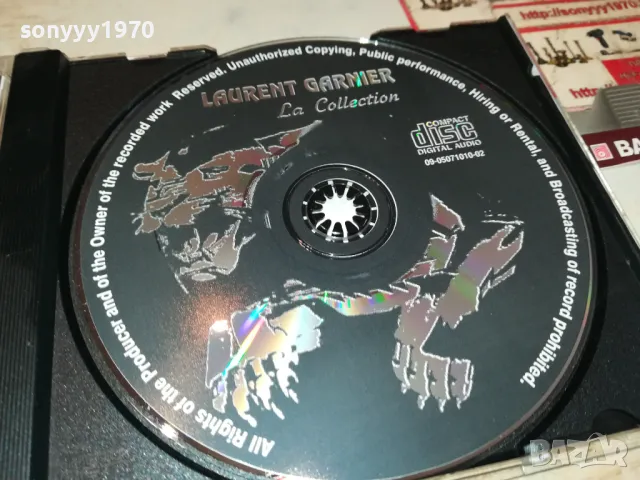 sonyyy1970
http://sonyyy1970
LAURENT GARNIER
La Collection
COMPACT
disc
DIGITAL AUDIO
09-05071010-02
All Rights of the Producer and of the Owner of the recorded work Reserved. Unauthorized Copying, Public performance, Hiring or Rental, and Broadcasting of record prohibited.
BA
sonyyy1970
BAZAR